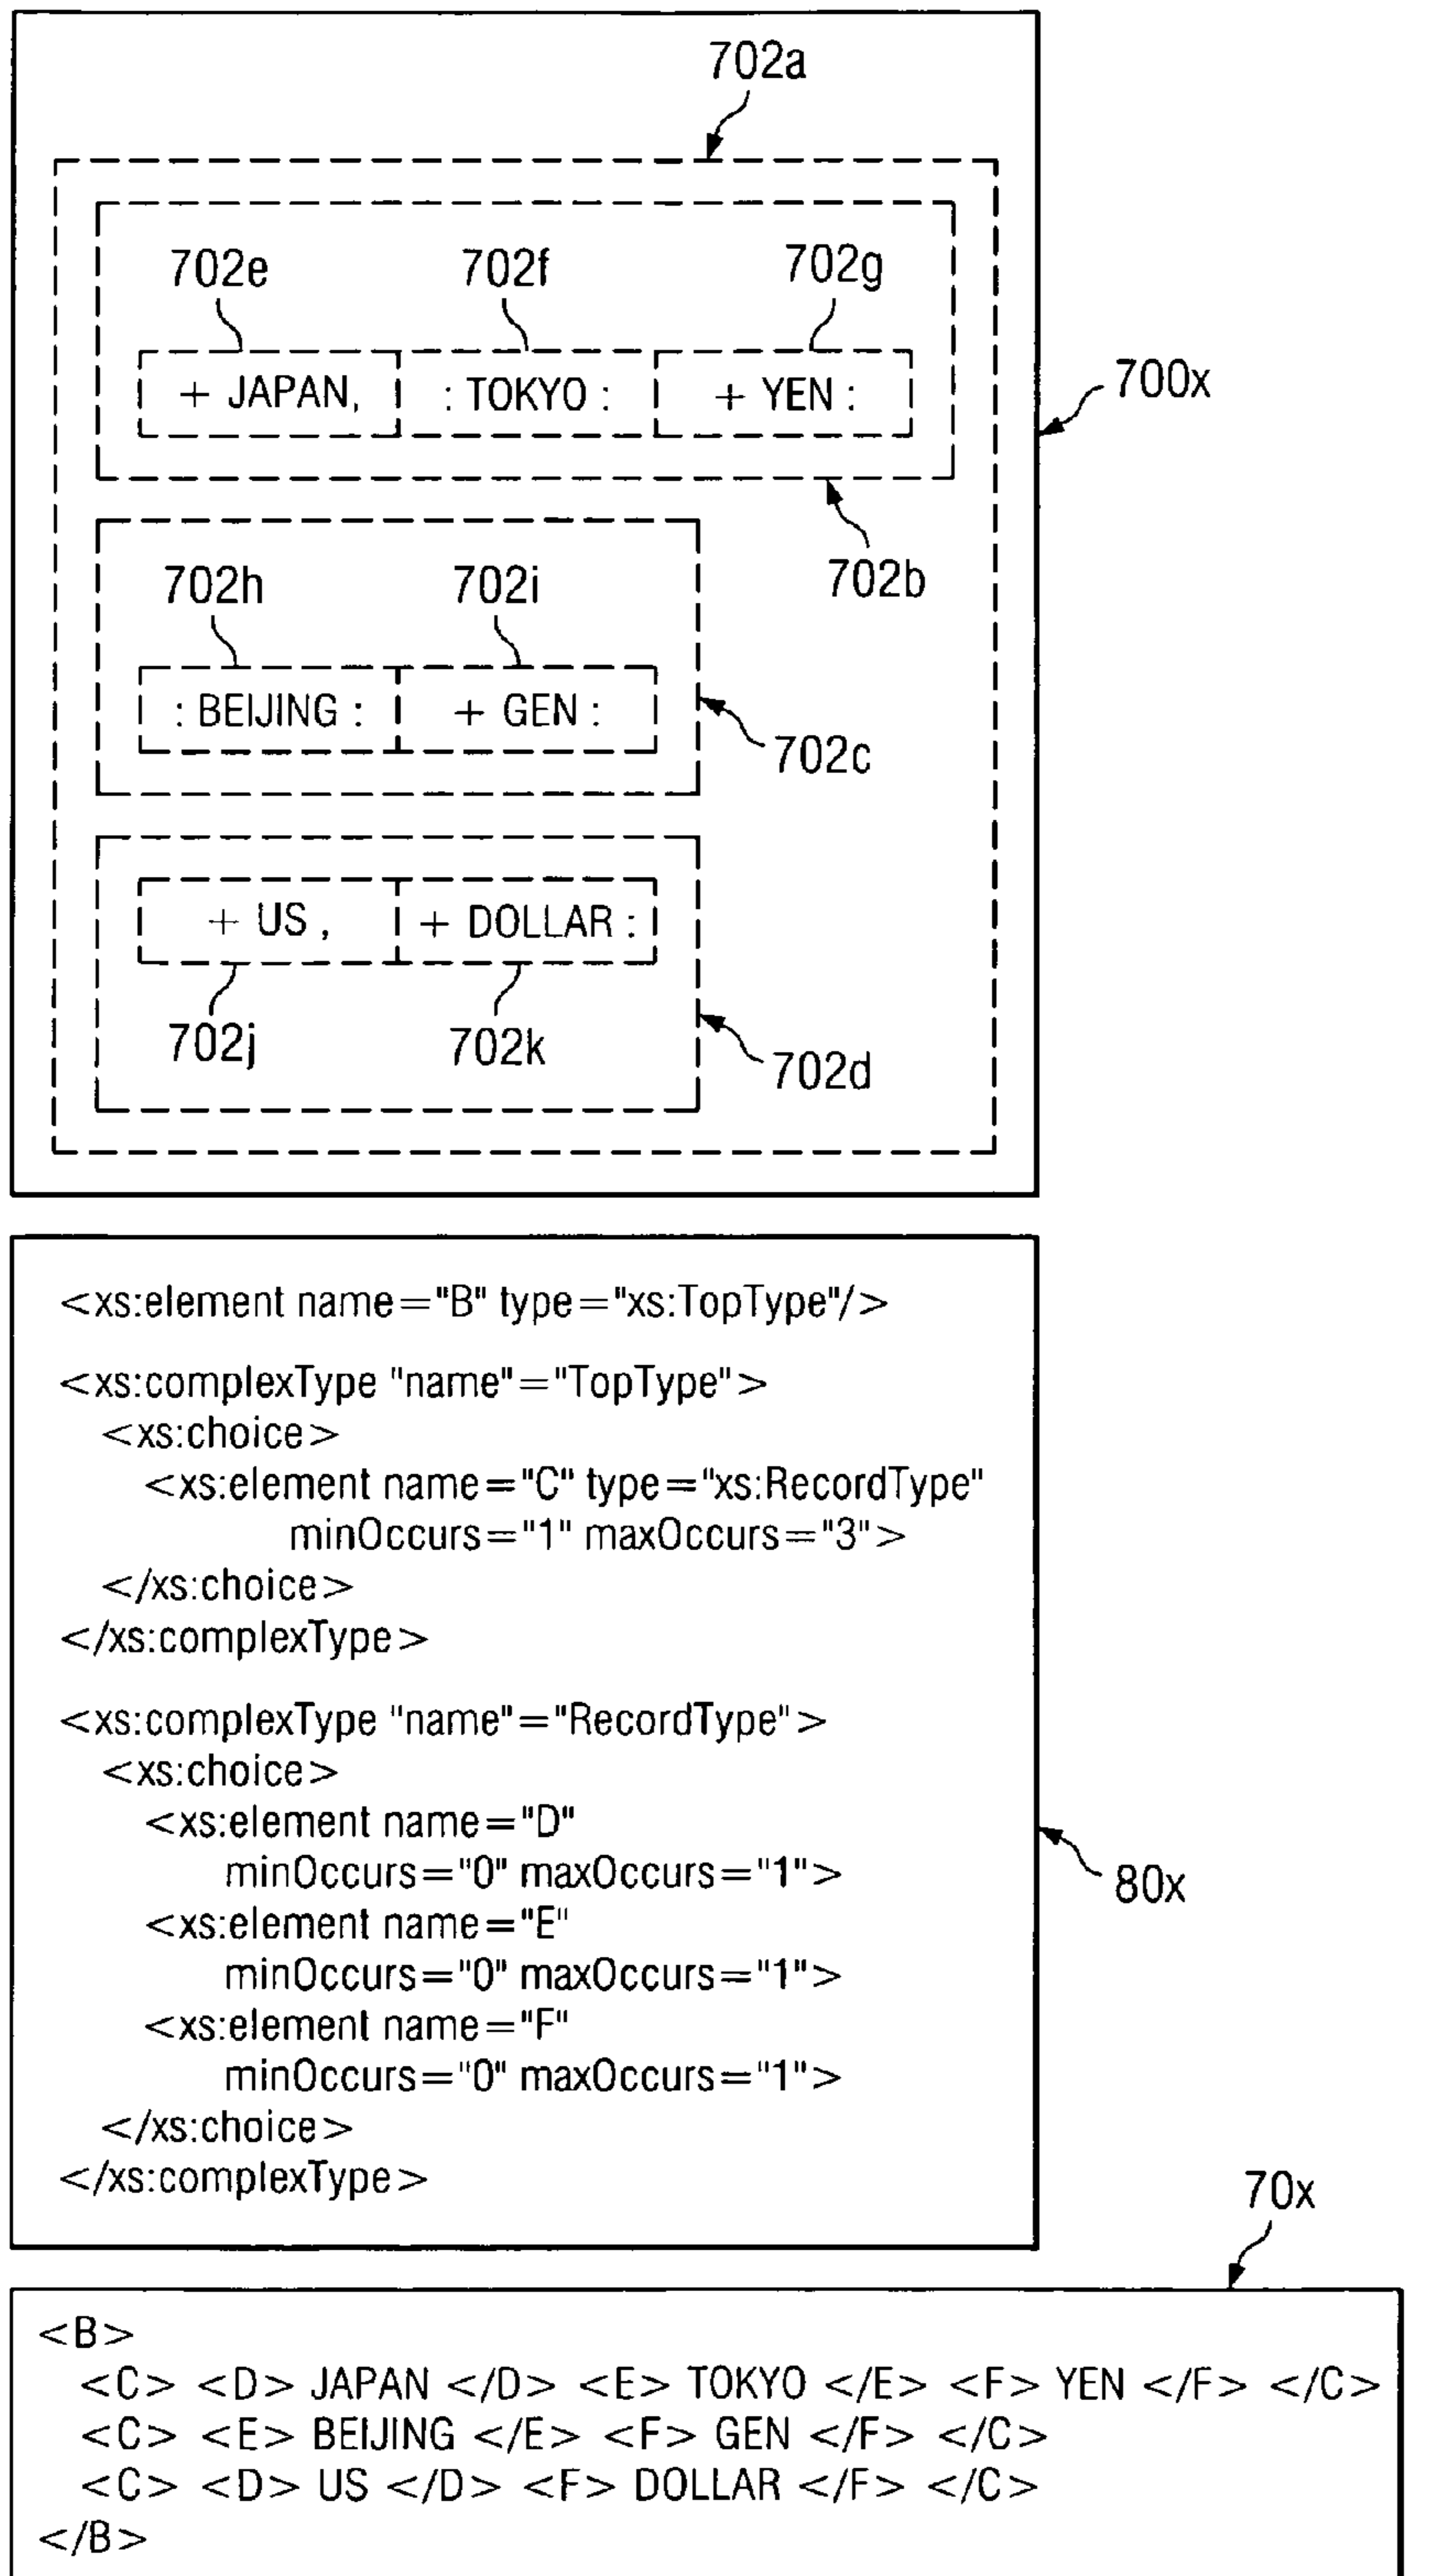 702a
702e 702f 702g
+ JAPAN, : TOKYO : + YEN :
700x
702b
702h 702i
: BEIJING : + GEN :
702c
+ US , + DOLLAR :
702j 702k
702d
<xs:element name="B" type="xs:TopType"/>
<xs:complexType "name"="TopType">
<xs:choice>
<xs:element name="C" type="xs:RecordType"
minOccurs="1" maxOccurs="3">
</xs:choice>
</xs:complexType>
<xs:complexType "name"="RecordType">
<xs:choice>
<xs:element name="D"
minOccurs="0" maxOccurs="1">
<xs:element name="E"
minOccurs="0" maxOccurs="1">
<xs:element name="F"
minOccurs="0" maxOccurs="1">
</xs:choice>
</xs:complexType>
80x
70x
<B>
<C> <D> JAPAN </D> <E> TOKYO </E> <F> YEN </F> </C>
<C> <E> BEIJING </E> <F> GEN </F> </C>
<C> <D> US </D> <F> DOLLAR </F> </C>
</B>